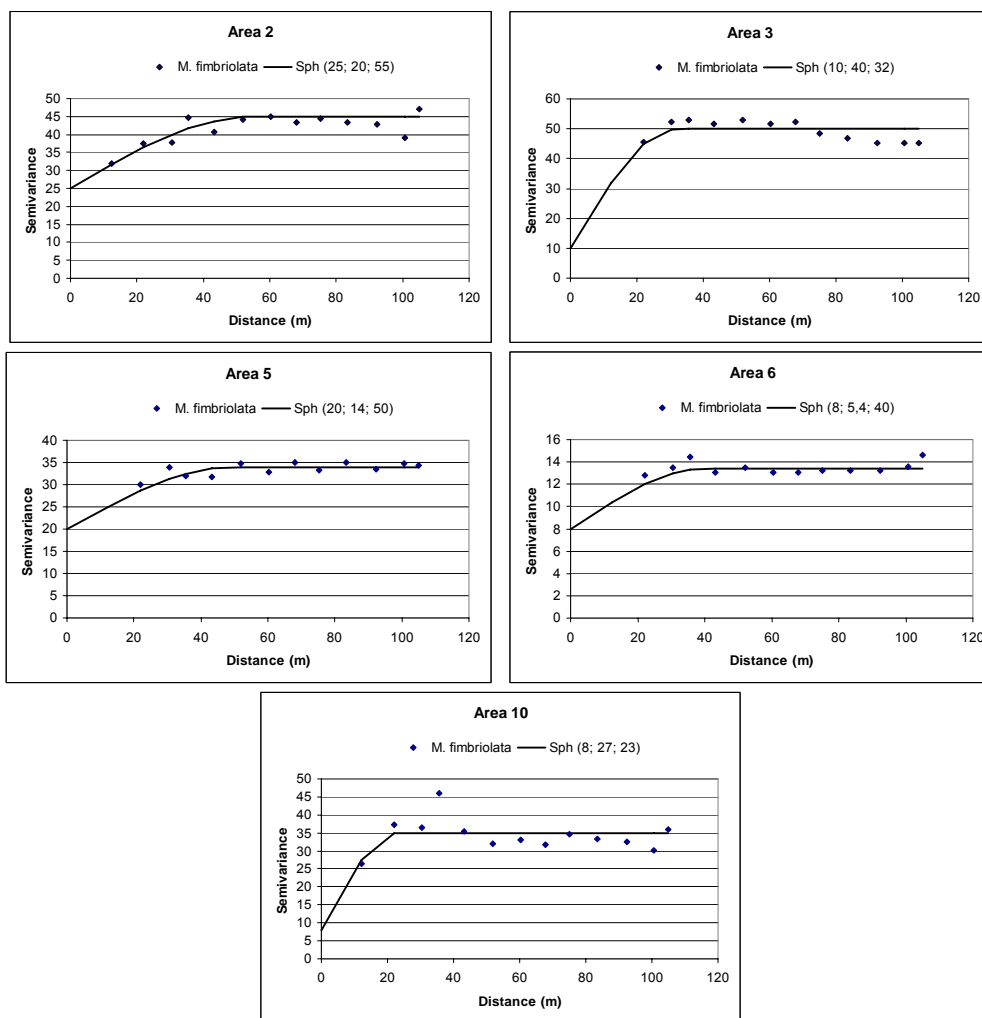 Area 2
M. fimbriolata Sph (25; 20; 55)
50
45
40
35
30
25
20
15
10
5
0
Semivariance
0 20 40 60 80 100 120
Distance (m)
Area 3
M. fimbriolata Sph (10; 40; 32)
60
50
40
30
20
10
0
Semivariance
0 20 40 60 80 100 120
Distance (m)
Area 5
M. fimbriolata Sph (20; 14; 50)
40
35
30
25
20
15
10
5
0
Semivariance
0 20 40 60 80 100 120
Distance (m)
Area 6
M. fimbriolata Sph (8; 5,4; 40)
16
14
12
10
8
6
4
2
0
Semivariance
0 20 40 60 80 100 120
Distance (m)
Area 10
M. fimbriolata Sph (8; 27; 23)
50
45
40
35
30
25
20
15
10
5
0
Semivariance
0 20 40 60 80 100 120
Distance (m)